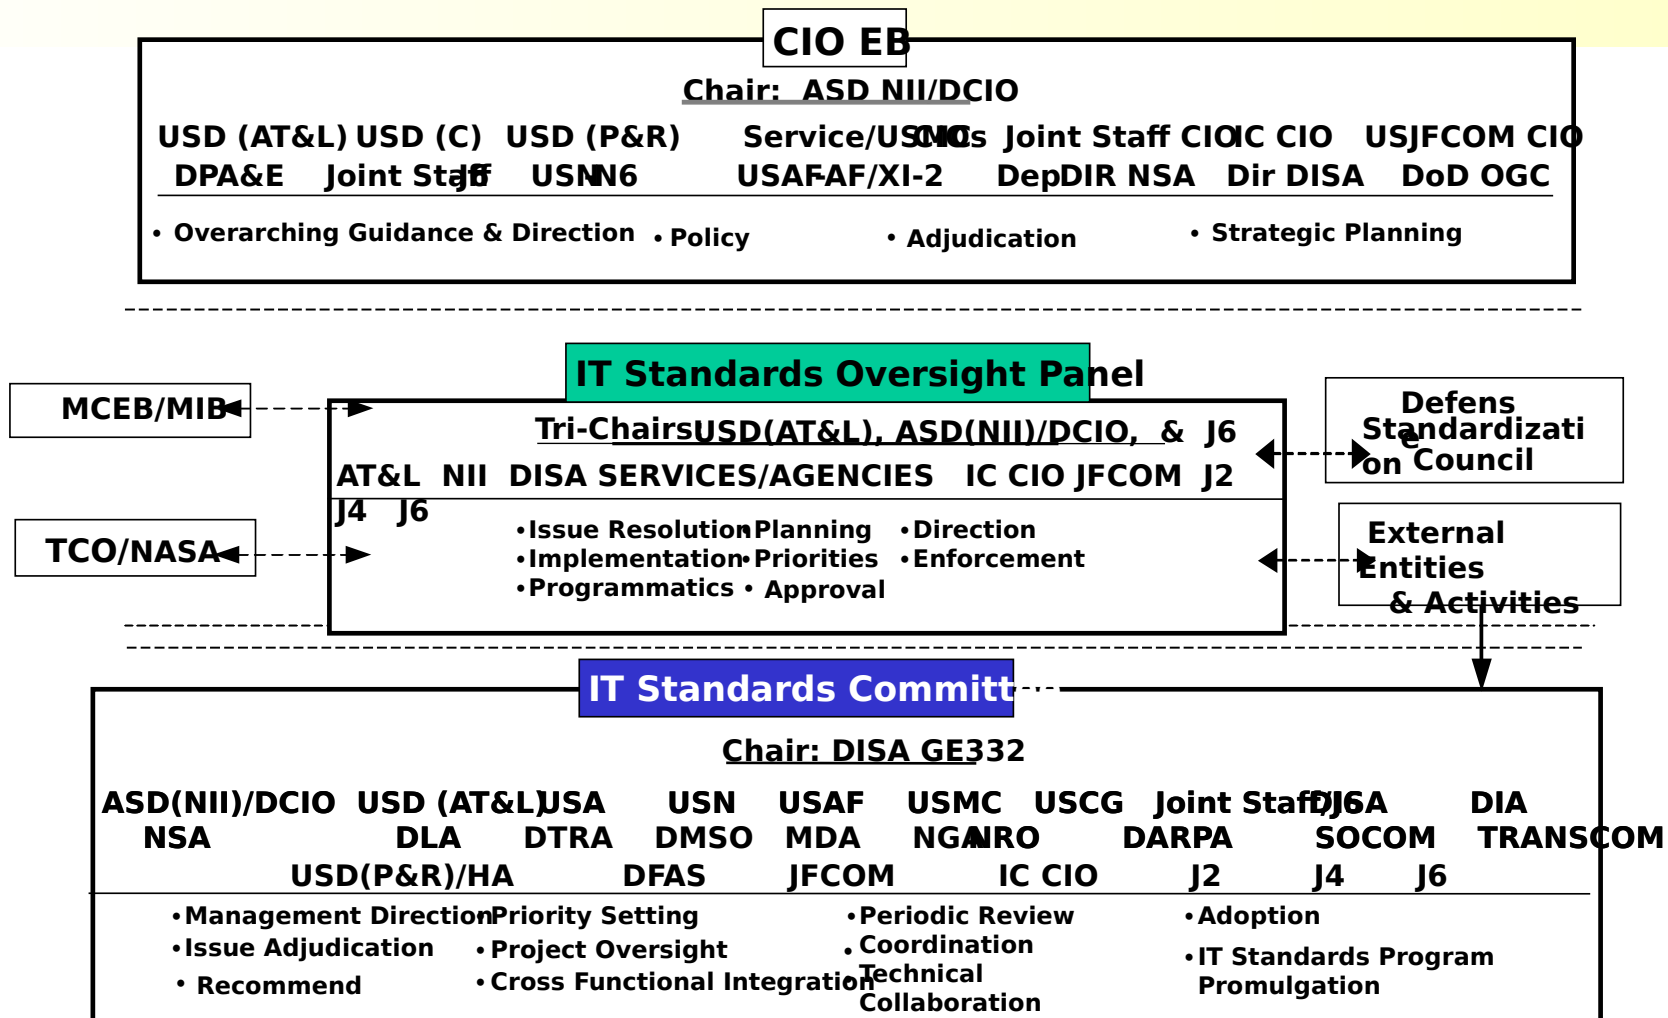 CIO EB
Chair: ASD NII/DCIO
USD (AT&L) USD (C) USD (P&R) Service/USMC CIOs Joint Staff CIO IC CIO USJFCOM CIO
DPA&E Joint Staff-J6 USN-N6 USAF-AF/XI-2 DepDIR NSA Dir DISA DoD OGC
• Overarching Guidance & Direction • Policy • Adjudication • Strategic Planning
IT Standards Oversight Panel
MCEB/MIB
Tri-Chairs USD(AT&L), ASD(NII)/DCIO, & J6
AT&L NII DISA SERVICES/AGENCIES IC CIO JFCOM J2
J4 J6
• Issue Resolution • Planning • Direction
• Implementation • Priorities • Enforcement
• Programmatics • Approval
Defense
Standardization Council
TCO/NASA
External
Entities
& Activities
IT Standards Committ
Chair: DISA GE332
ASD(NII)/DCIO USD (AT&L) USA USN USAF USMC USCG Joint Staff/J6 DISA DIA
NSA DLA DTRA DMSO MDA NGA NRO DARPA SOCOM TRANSCOM
USD(P&R)/HA DFAS JFCOM IC CIO J2 J4 J6
• Management Direction • Priority Setting • Periodic Review • Adoption
• Issue Adjudication • Project Oversight • Coordination • IT Standards Program
Promulgation
• Recommend • Cross Functional Integration • Technical
Collaboration